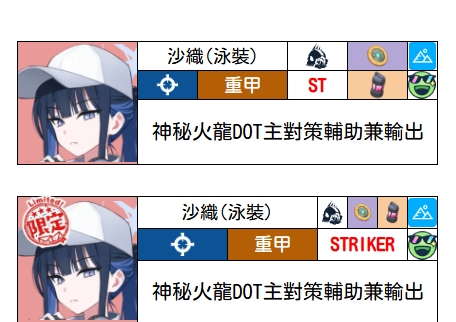 沙織(泳裝)
重甲
ST
神秘火龍DOT主對策輔助兼輸出
Limited!
限定
沙織(泳裝)
重甲
STRIKER
神秘火龍DOT主對策輔助兼輸出